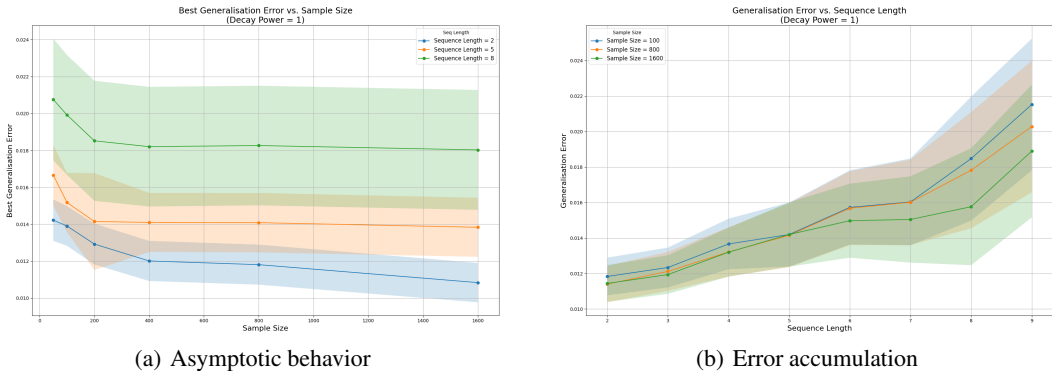 Best Generalisation Error vs. Sample Size
(Decay Power = 1)
Seq Length
Sequence Length = 2
Sequence Length = 5
Sequence Length = 8
Best Generalisation Error
0.024
0.022
0.020
0.018
0.016
0.014
0.012
0.010
0 200 400 600 800 1000 1200 1400 1600
Sample Size
(a) Asymptotic behavior
Generalisation Error vs. Sequence Length
(Decay Power = 1)
Sample Size
Sample Size = 100
Sample Size = 800
Sample Size = 1600
Generalisation Error
0.024
0.022
0.020
0.018
0.016
0.014
0.012
0.010
2 3 4 5 6 7 8 9
Sequence Length
(b) Error accumulation